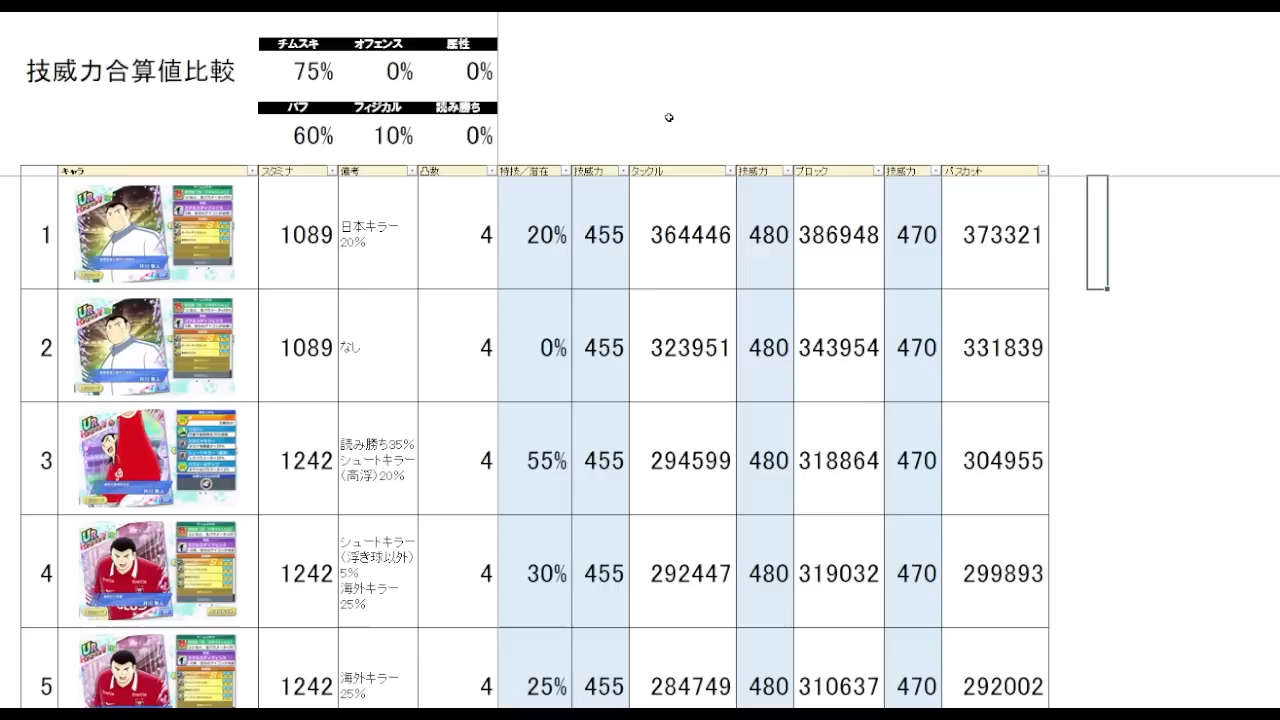 チムスキ オフェンス 属性
技威力合算値比較 75% 0% 0%
バフ フィジカル 読み勝ち
60% 10% 0%
キャラ スタミナ 備考 凸数 特技/潜在 技威力 タックル 技威力 ブロック 技威力 パスカット
1 1089 日本キラー 4 20% 455 364446 480 386948 470 373321
20%
2 1089 なし 4 0% 455 323951 480 343954 470 331839
3 1242 読み勝ち35% 4 55% 455 294599 480 318864 470 304955
シュートキラー
(高浮)20%
4 1242 シュートキラー 4 30% 455 292447 480 319032 470 299893
(浮き球以外)
5%
海外キラー
25%
5 1242 海外キラー 4 25% 455 284749 480 310637 470 292002
25%